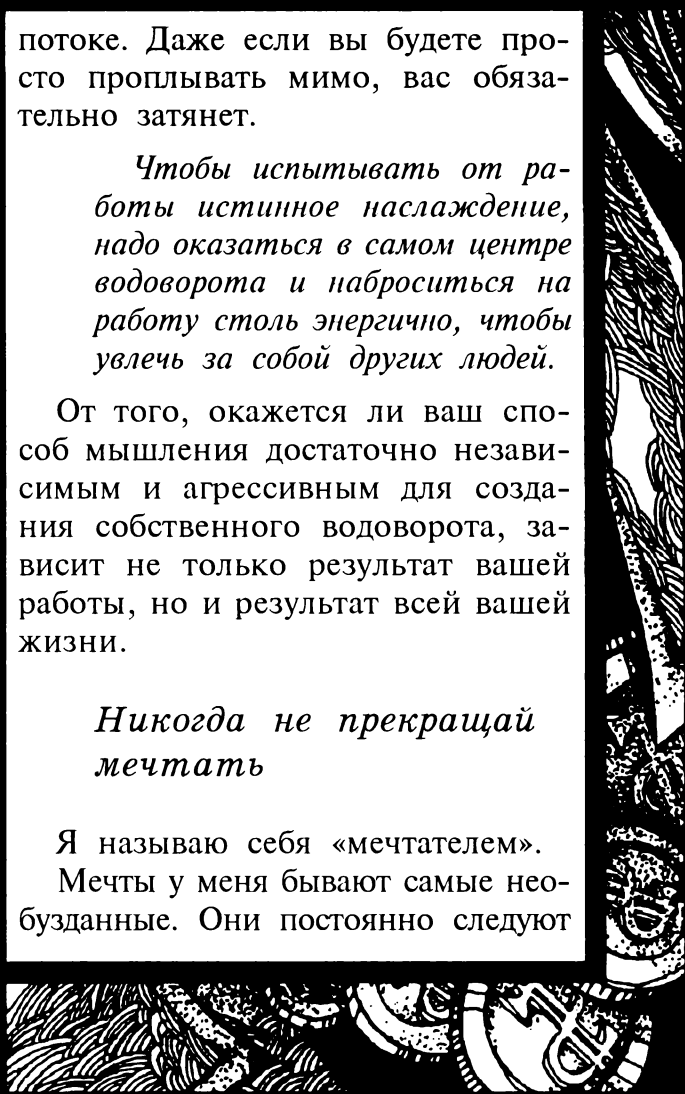 потоке. Даже если вы будете про-
сто проплывать мимо, вас обяза-
тельно затянет.
Чтобы испытывать от ра-
боты истинное наслаждение,
надо оказаться в самом центре
водоворота и наброситься на
работу столь энергично, чтобы
увлечь за собой других людей.
От того, окажется ли ваш спо-
соб мышления достаточно незави-
симым и агрессивным для созда-
ния собственного водоворота, за-
висит не только результат вашей
работы, но и результат всей вашей
жизни.
Никогда не прекращай
мечтать
Я называю себя «мечтателем».
Мечты у меня бывают самые нео-
бузданные. Они постоянно следуют